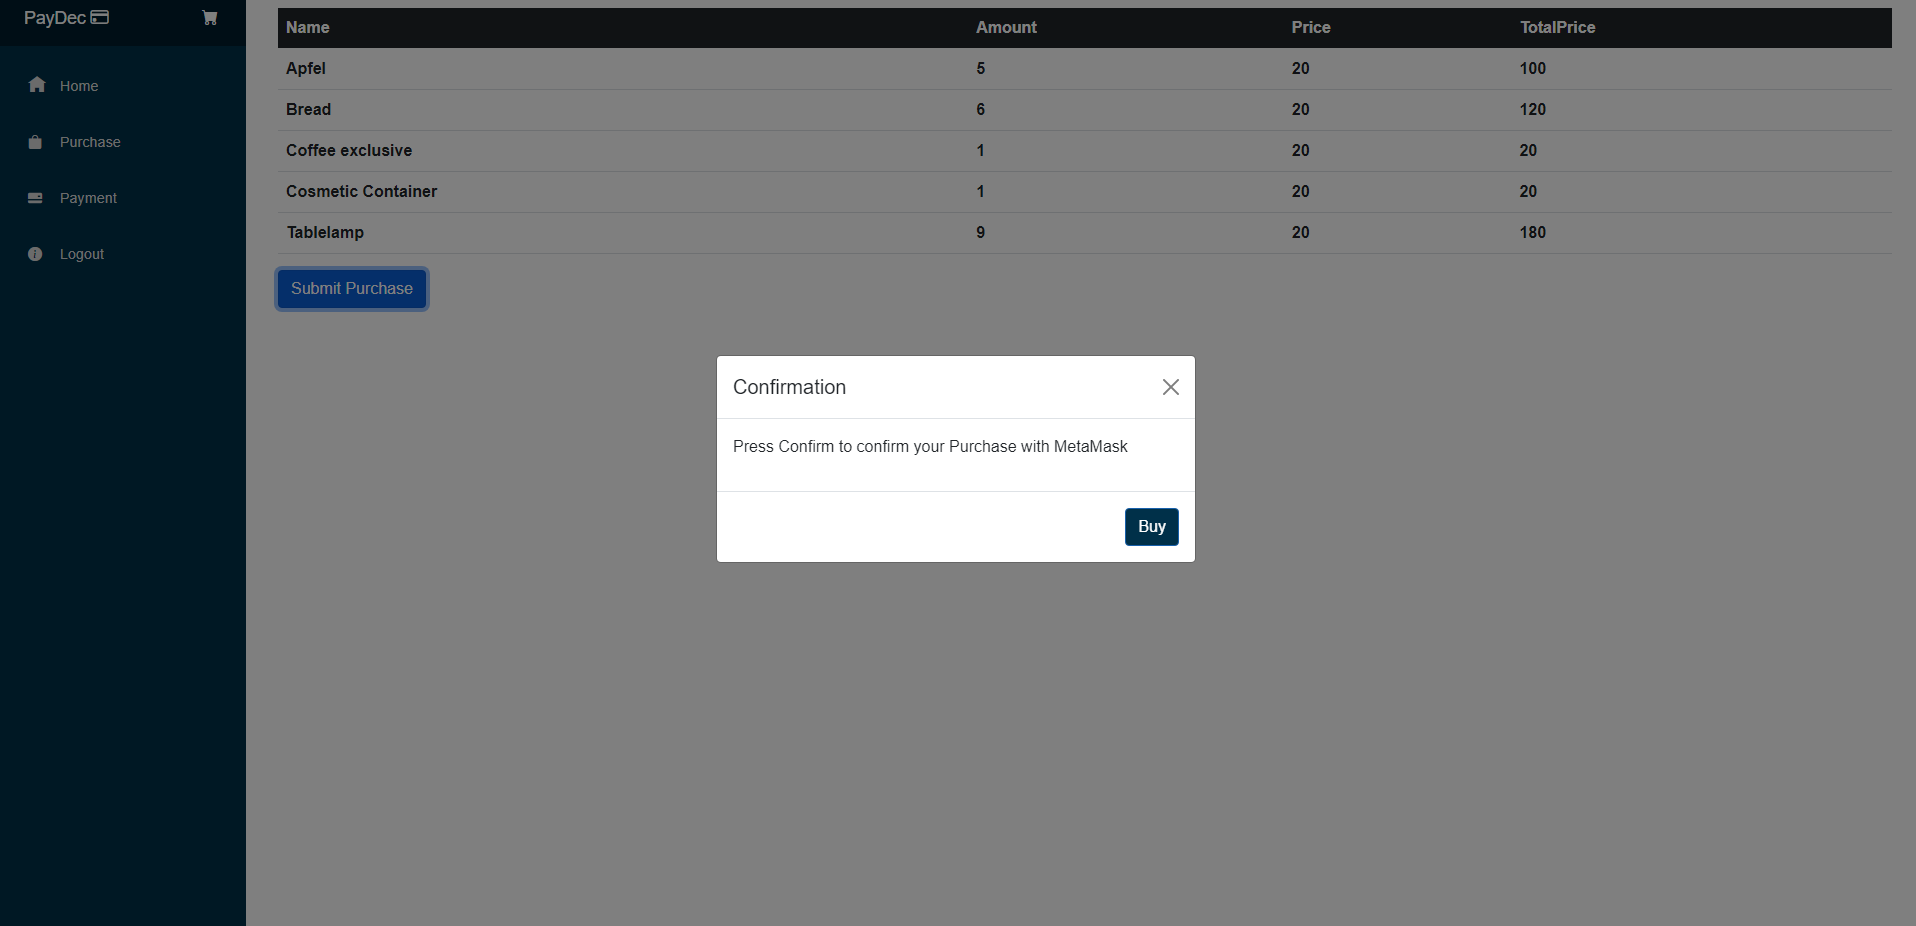 PayDec
Home
Purchase
Payment
Logout
Name Amount Price TotalPrice
Apfel 5 20 100
Bread 6 20 120
Coffee exclusive 1 20 20
Cosmetic Container 1 20 20
Tablelamp 9 20 180
Submit Purchase
Confirmation
Press Confirm to confirm your Purchase with MetaMask
Buy